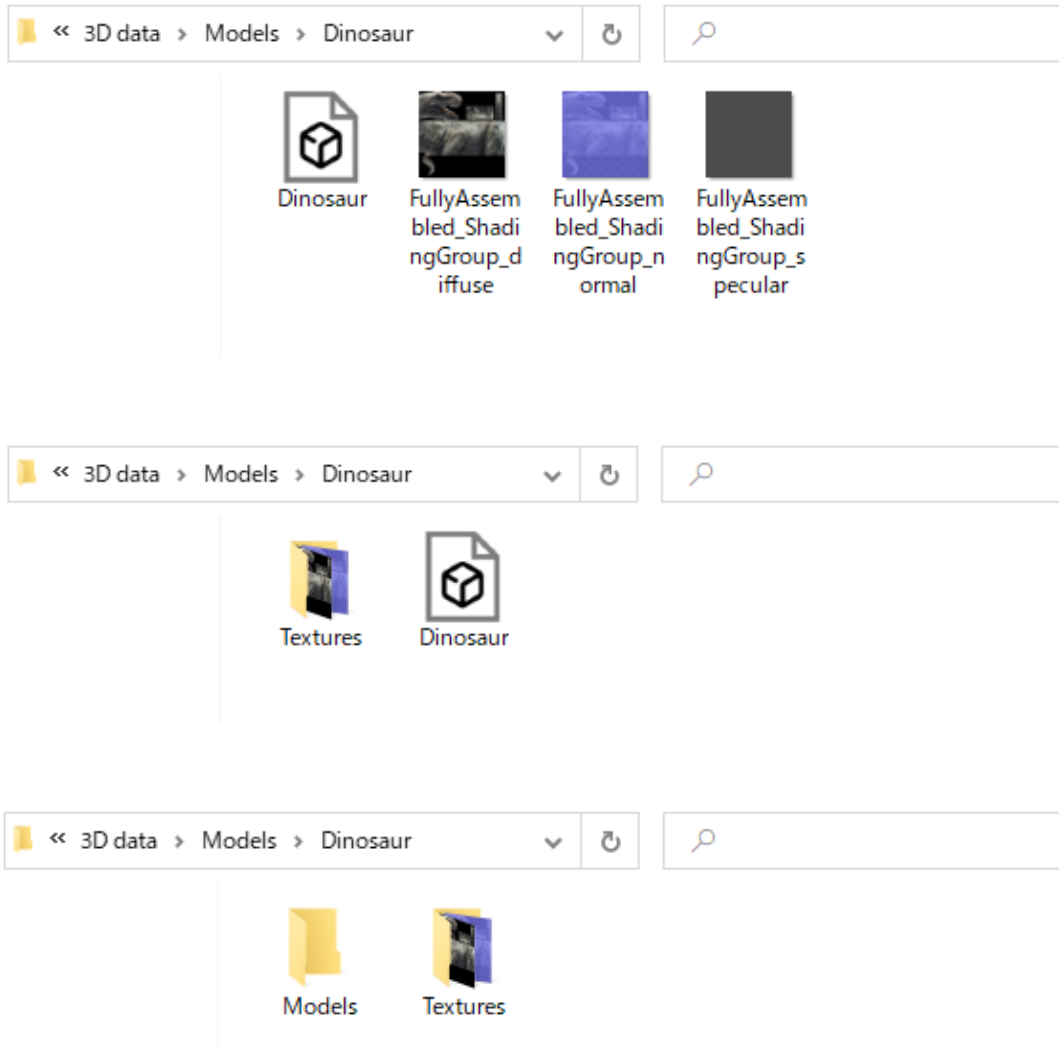 « 3D data > Models > Dinosaur
Dinosaur
FullyAssem
bled_Shadi
ngGroup_d
iffuse
FullyAssem
bled_Shadi
ngGroup_n
ormal
FullyAssem
bled_Shadi
ngGroup_s
pecular
« 3D data > Models > Dinosaur
Textures
Dinosaur
« 3D data > Models > Dinosaur
Models
Textures